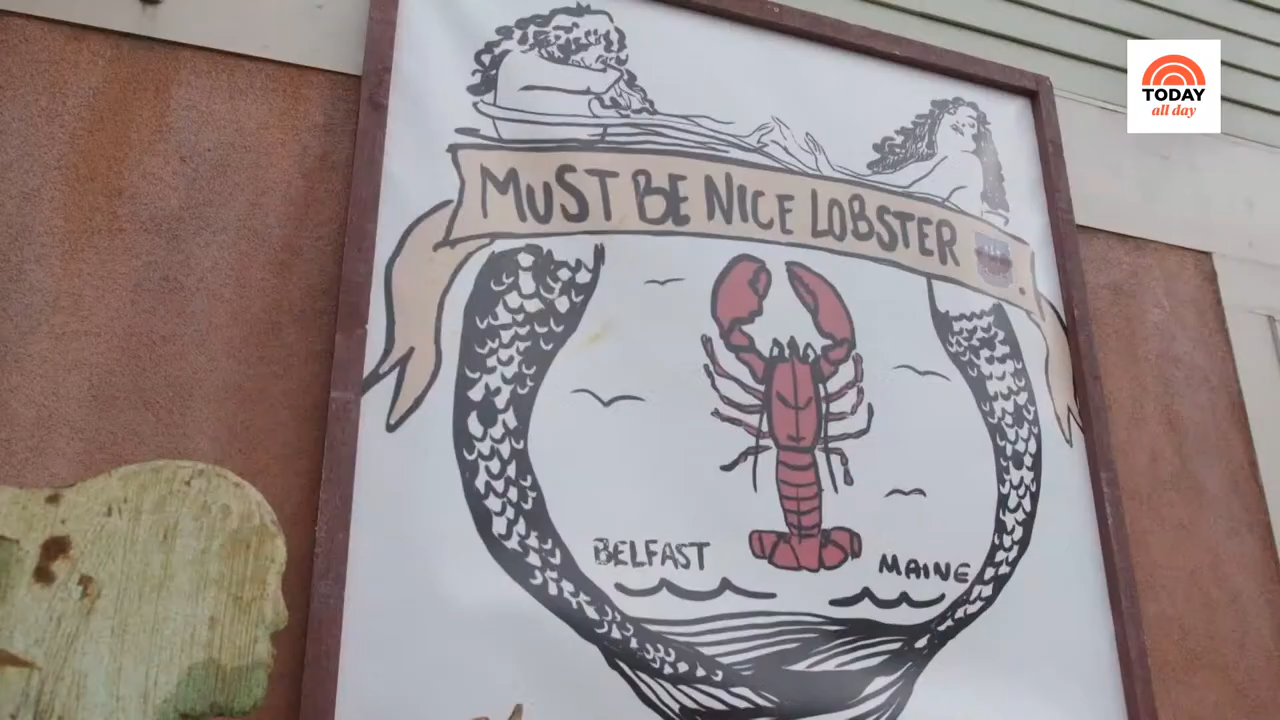 TODAY
all day
MUST BE NICE LOBSTER
BELFAST
MAINE